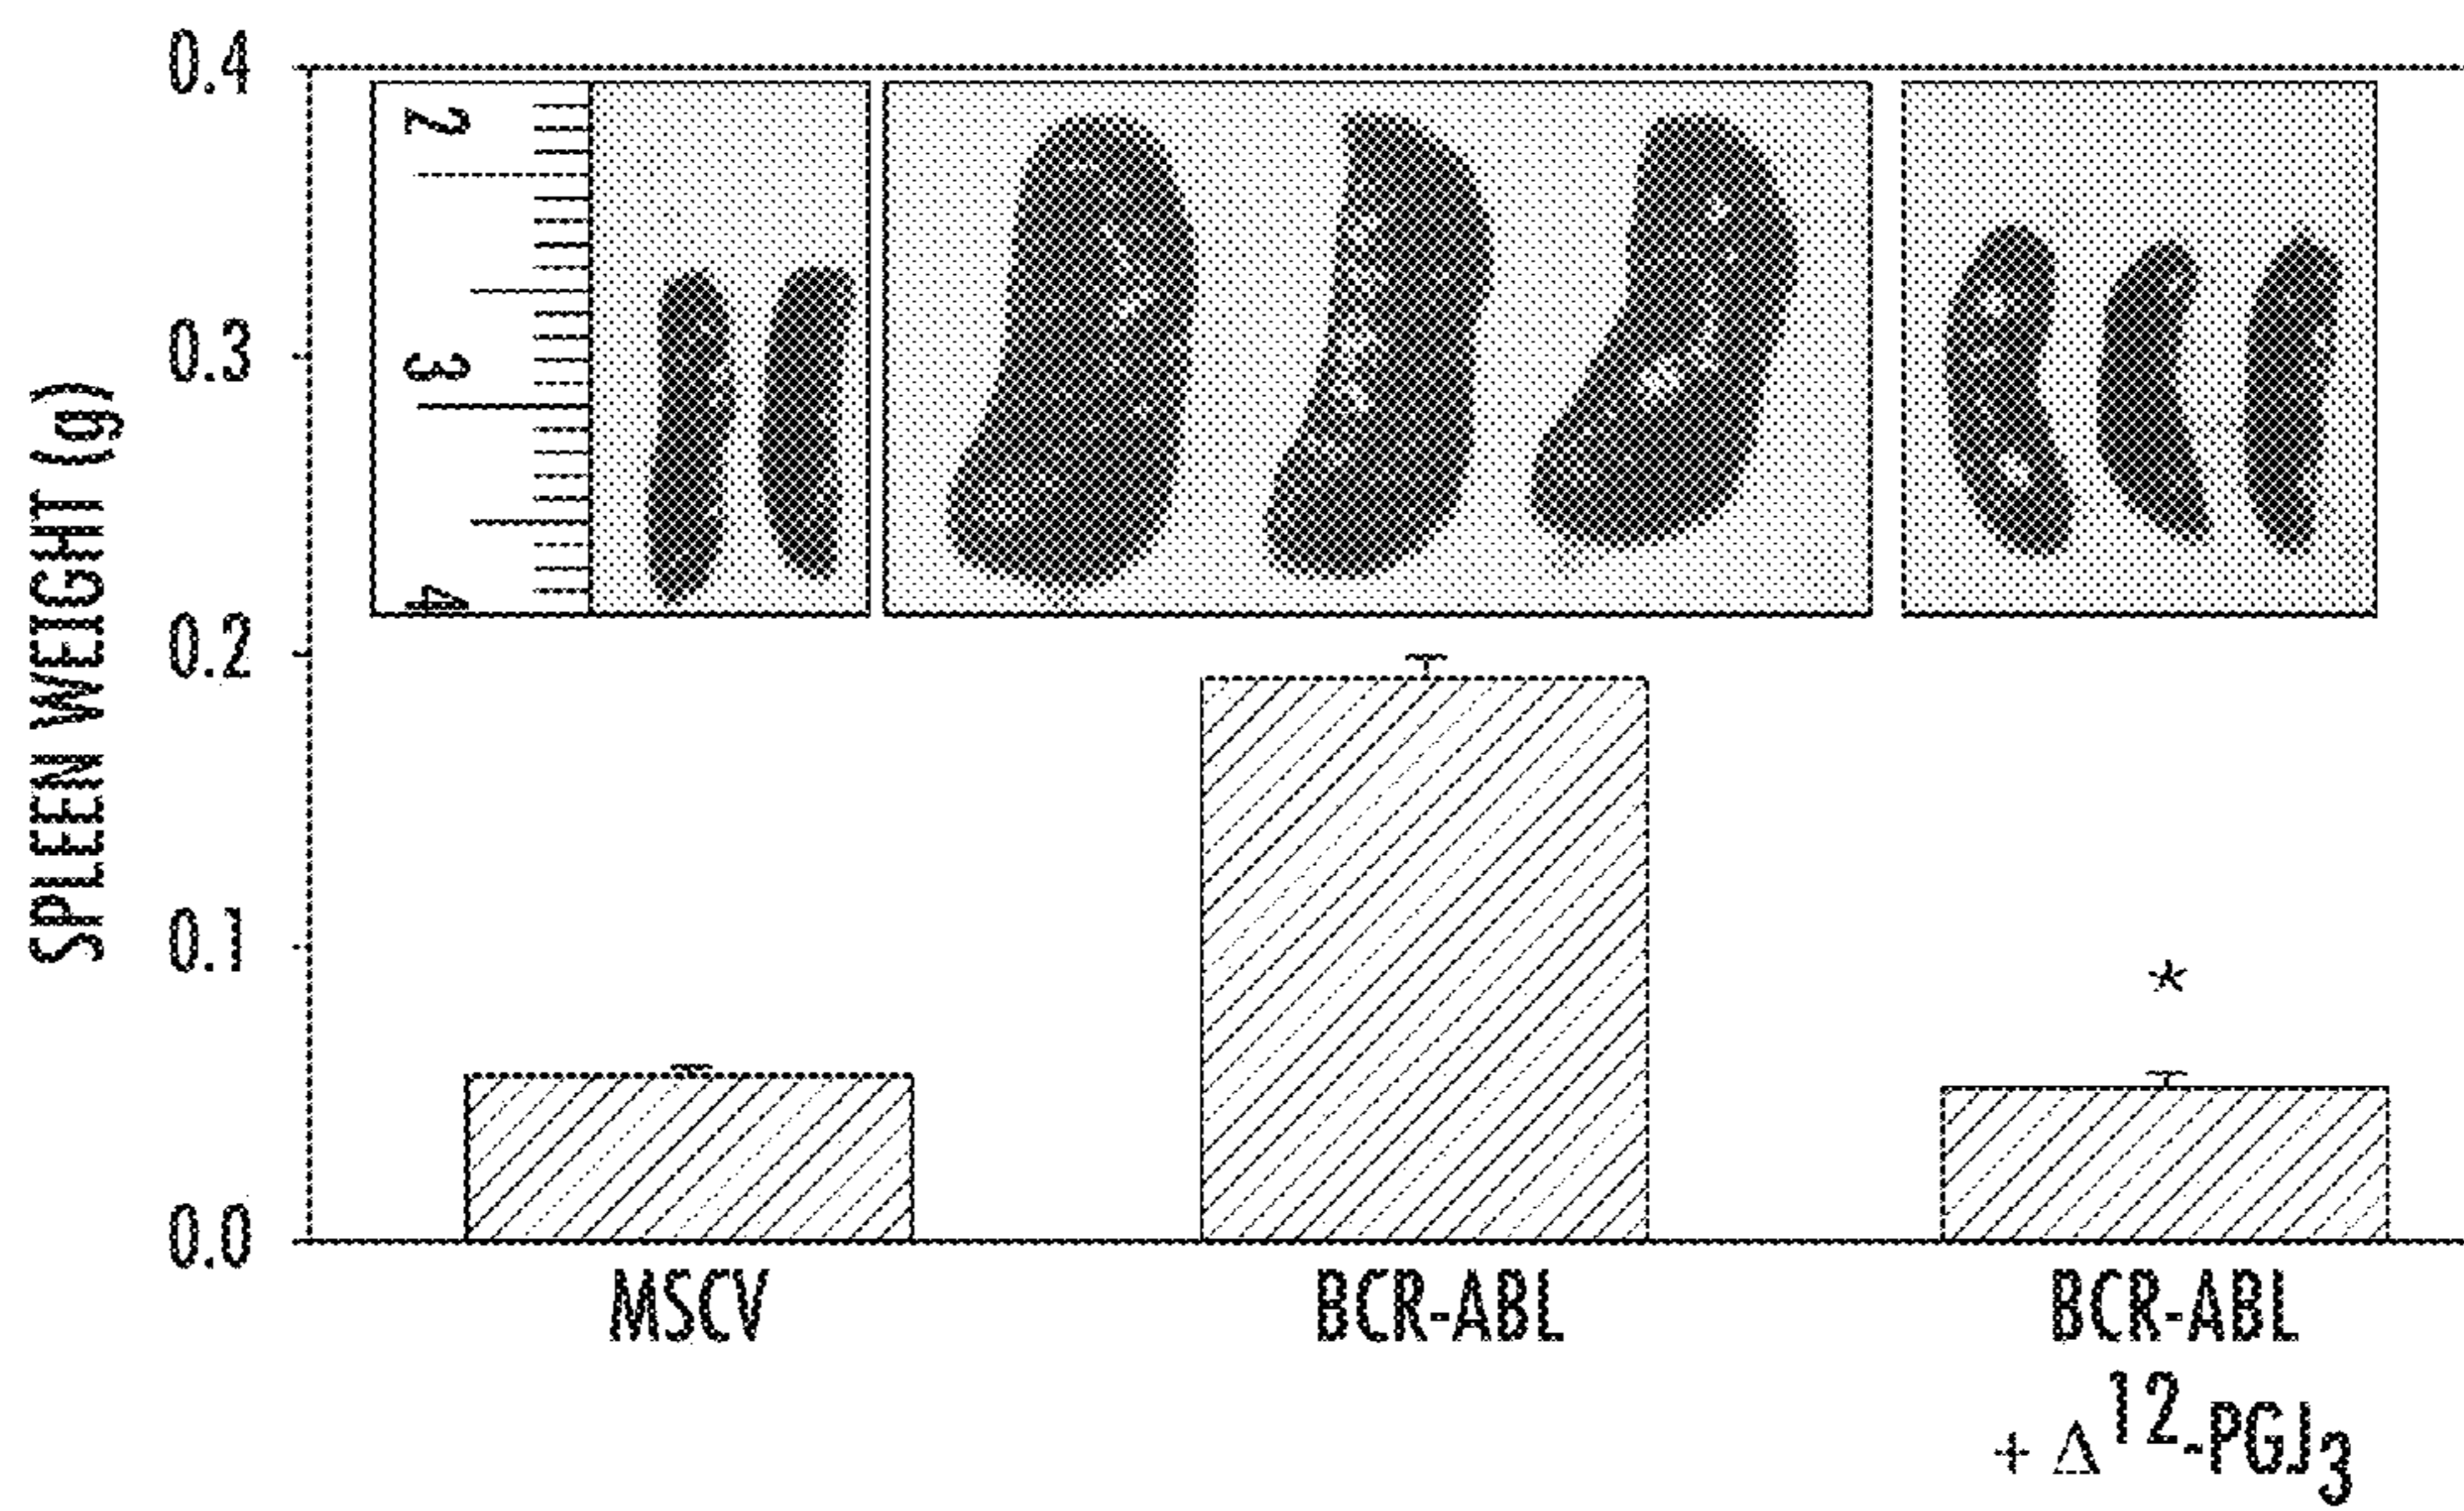 SPLEEN WEIGHT (g)
0.4
0.3
0.2
0.1
0.0
2
3
4
*
MSCV
BCR-ABL
BCR-ABL
+ Δ¹²-PGJ₃